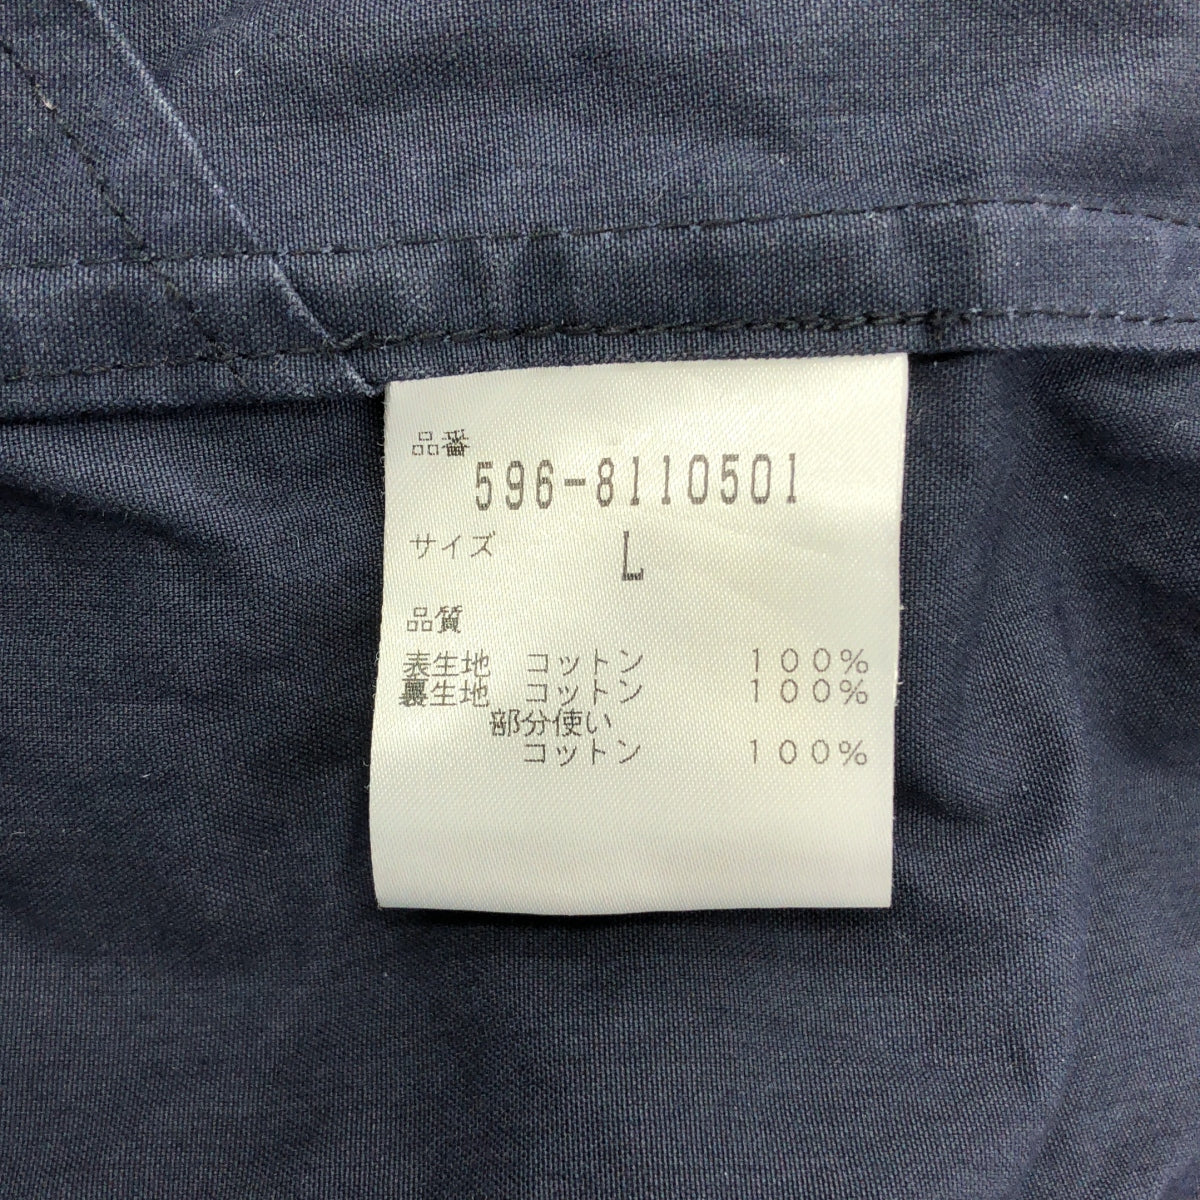 品番
596-8110501
サイズ L
品質
表生地 コットン 100%
裏生地 コットン 100%
部分使い
コットン 100%